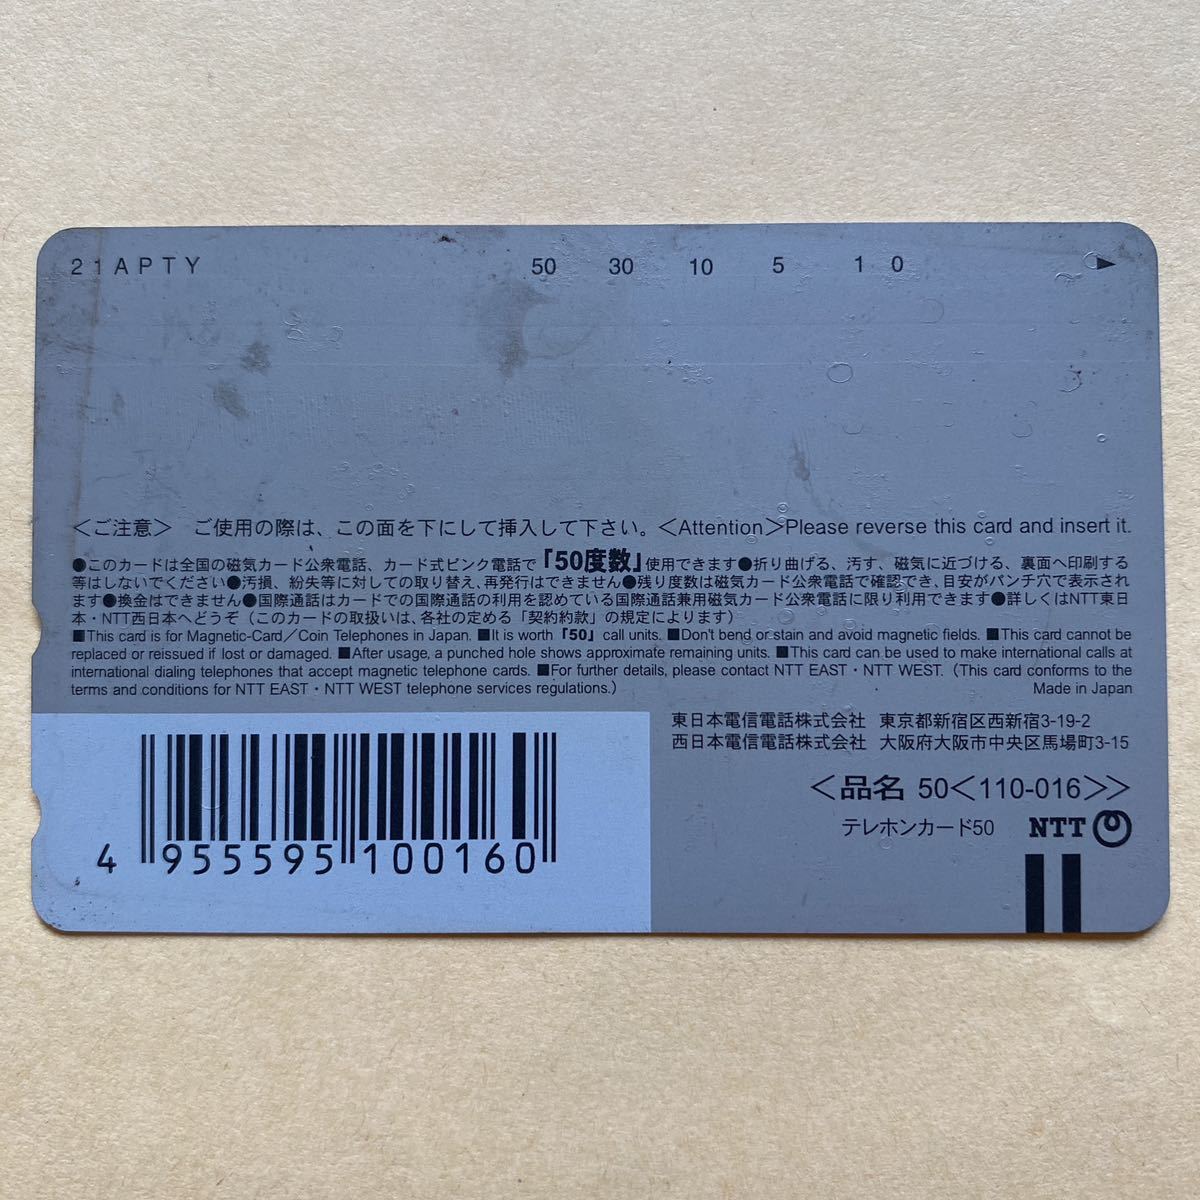 21APTY 50 30 10 5 1 0 ▶
＜ご注意＞ ご使用の際は、この面を下にして挿入して下さい。＜Attention＞Please reverse this card and insert it.
●このカードは全国の磁気カード公衆電話、カード式ピンク電話で「50度数」使用できます●折り曲げる、汚す、磁気に近づける、裏面へ印刷する
等はしないでください●汚損、紛失等に対しての取り替え、再発行はできません●残り度数は磁気カード公衆電話で確認でき、目安がパンチ穴で表示され
ます●換金はできません●国際通話はカードでの国際通話の利用を認めている国際通話兼用磁気カード公衆電話に限り利用できます●詳しくはNTT東日
本・NTT西日本へどうぞ（このカードの取扱いは、各社の定める「契約約款」の規定によります）
■This card is for Magnetic-Card／Coin Telephones in Japan. ■It is worth「50」call units. ■Don't bend or stain and avoid magnetic fields. ■This card cannot be
replaced or reissued if lost or damaged. ■After usage, a punched hole shows approximate remaining units. ■This card can be used to make international calls at
international dialing telephones that accept magnetic telephone cards. ■For further details, please contact NTT EAST・NTT WEST.（This card conforms to the
terms and conditions for NTT EAST・NTT WEST telephone services regulations.） Made in Japan
東日本電信電話株式会社 東京都新宿区西新宿3-19-2
西日本電信電話株式会社 大阪府大阪市中央区馬場町3-15
＜品名 50＜110-016＞＞
テレホンカード50 NTT
4 955595 100160